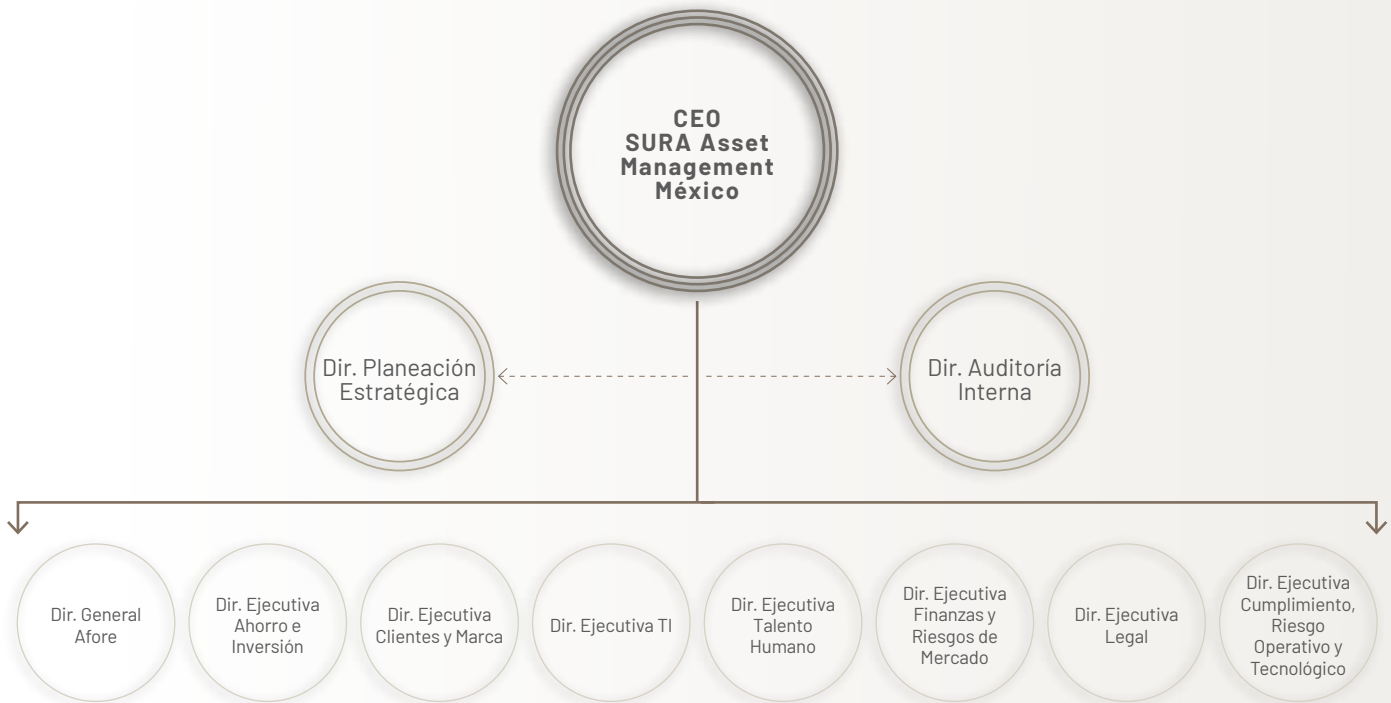 CEO
SURA Asset
Management
México
Dir. Planeación
Estratégica
Dir. Auditoría
Interna
Dir. General
Afore
Dir. Ejecutiva
Ahorro e
Inversión
Dir. Ejecutiva
Clientes y Marca
Dir. Ejecutiva TI
Dir. Ejecutiva
Talento
Humano
Dir. Ejecutiva
Finanzas y
Riesgos de
Mercado
Dir. Ejecutiva
Legal
Dir. Ejecutiva
Cumplimiento,
Riesgo
Operativo y
Tecnológico